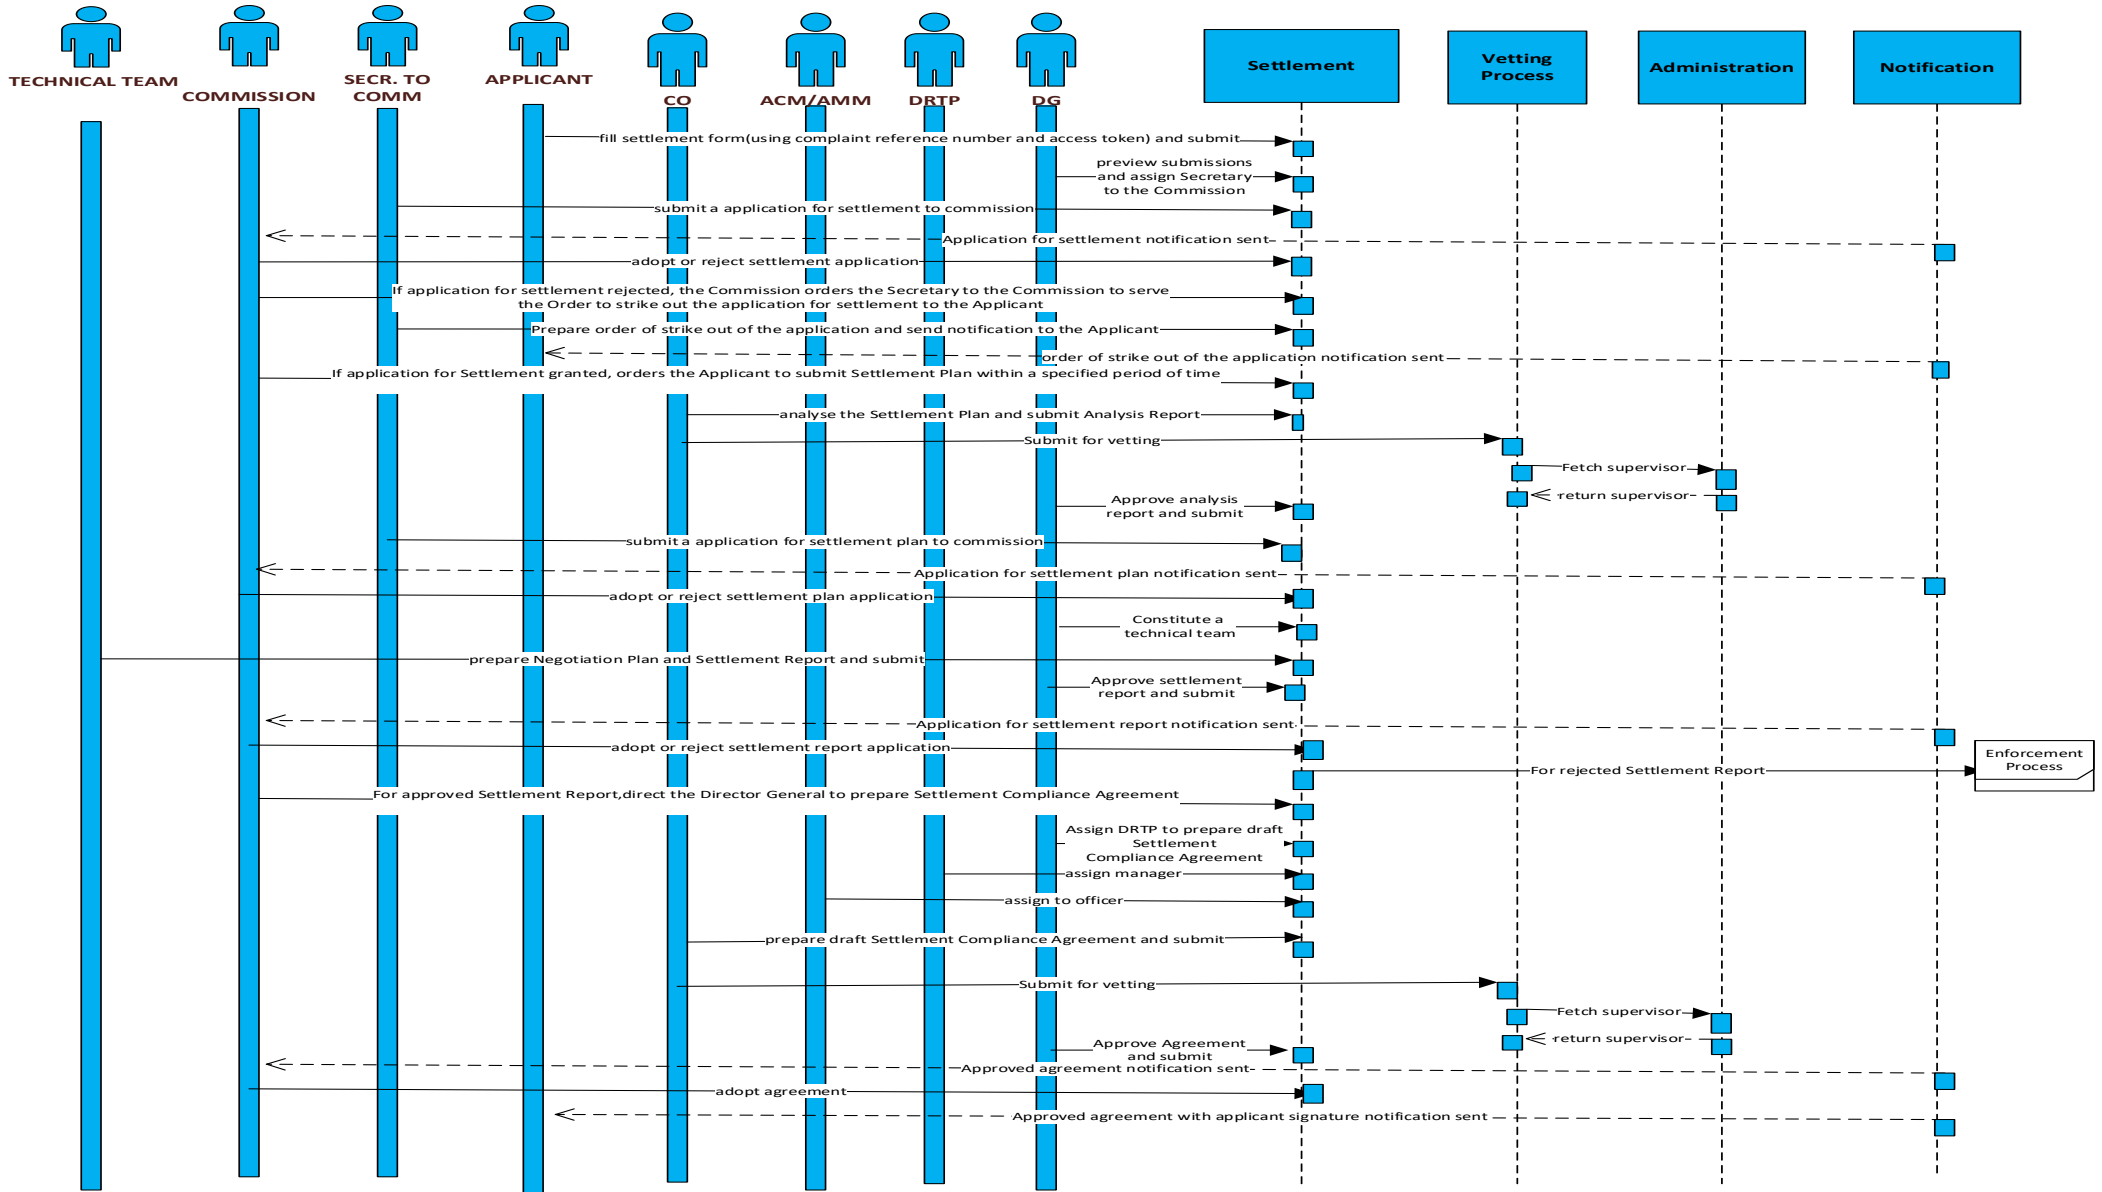 TECHNICAL TEAM
COMMISSION
SECR. TO
COMM
APPLICANT
CO
ACM/AMM
DRTP
DG
Settlement
Vetting
Process
Administration
Notification
fill settlement form(using complaint reference number and access token) and submit
preview submissions
and assign Secretary
to the Commission
submit a application for settlement to commission
Application for settlement notification sent
adopt or reject settlement application
If application for settlement rejected, the Commission orders the Secretary to the Commission to serve
the Order to strike out the application for settlement to the Applicant
Prepare order of strike out of the application and send notification to the Applicant
order of strike out of the application notification sent
If application for Settlement granted, orders the Applicant to submit Settlement Plan within a specified period of time
analyse the Settlement Plan and submit Analysis Report
Submit for vetting
Fetch supervisor
return supervisor
Approve analysis
report and submit
submit a application for settlement plan to commission
Application for settlement plan notification sent
adopt or reject settlement plan application
Constitute a
technical team
prepare Negotiation Plan and Settlement Report and submit
Approve settlement
report and submit
Application for settlement report notification sent
adopt or reject settlement report application
Enforcement
Process
For rejected Settlement Report
For approved Settlement Report,direct the Director General to prepare Settlement Compliance Agreement
Assign DRTP to prepare draft
Settlement
Compliance Agreement
assign manager
assign to officer
prepare draft Settlement Compliance Agreement and submit
Submit for vetting
Fetch supervisor
return supervisor
Approve Agreement
and submit
Approved agreement notification sent
adopt agreement
Approved agreement with applicant signature notification sent